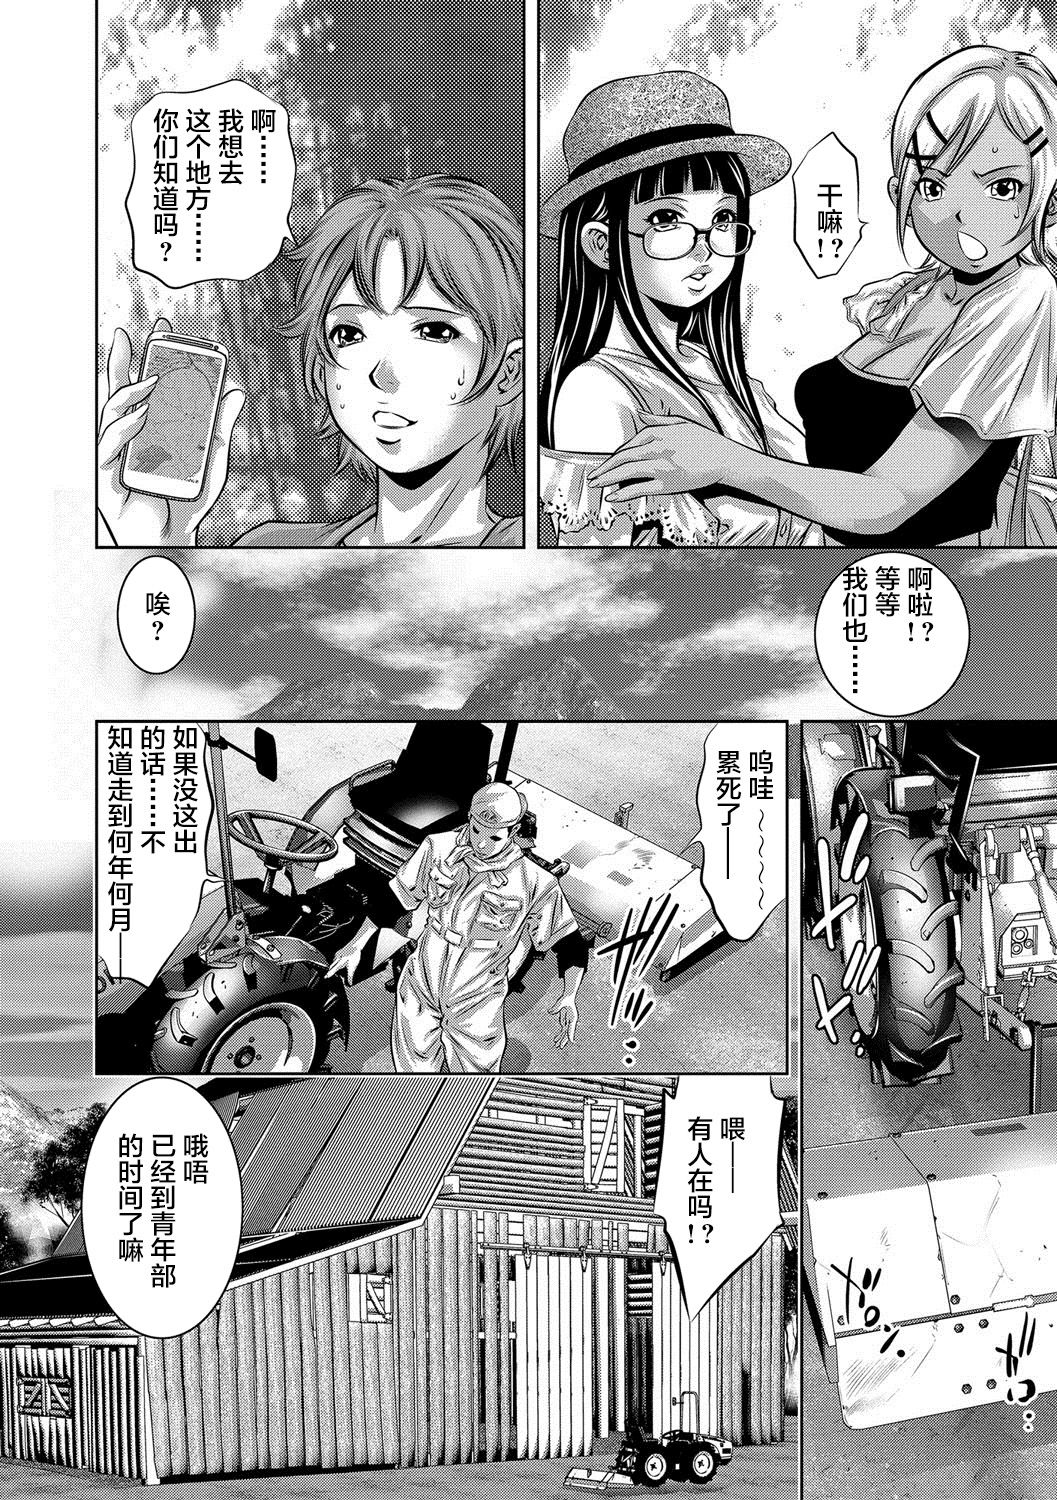 干嘛
!?
啊……
我想去
这个地方……
你们知道吗？
啊啦!?
等等
我们也……
唉？
呜哇
~~~~~
累死了——
如果没这出
的话……不
知道走到何年何月——
喂——
有人在吗!?
哦唔
已经到青年部
的时间了嘛